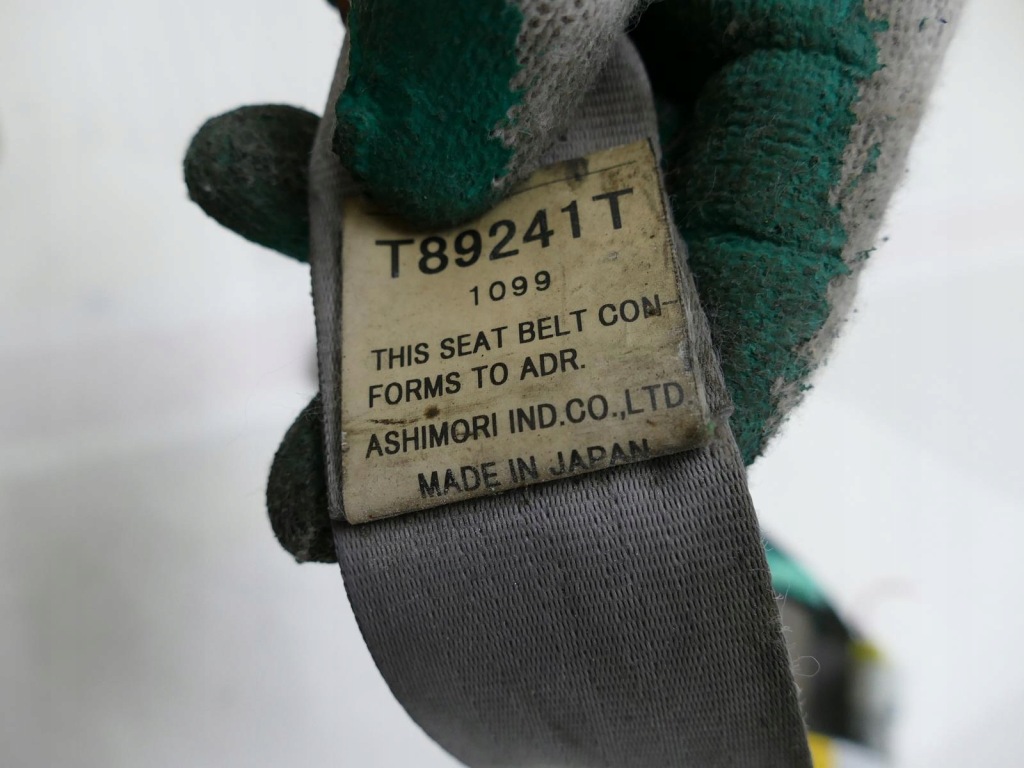 T89241T
1099
THIS SEAT BELT CON-
FORMS TO ADR.
ASHIMORI IND.CO.,LTD.
MADE IN JAPAN